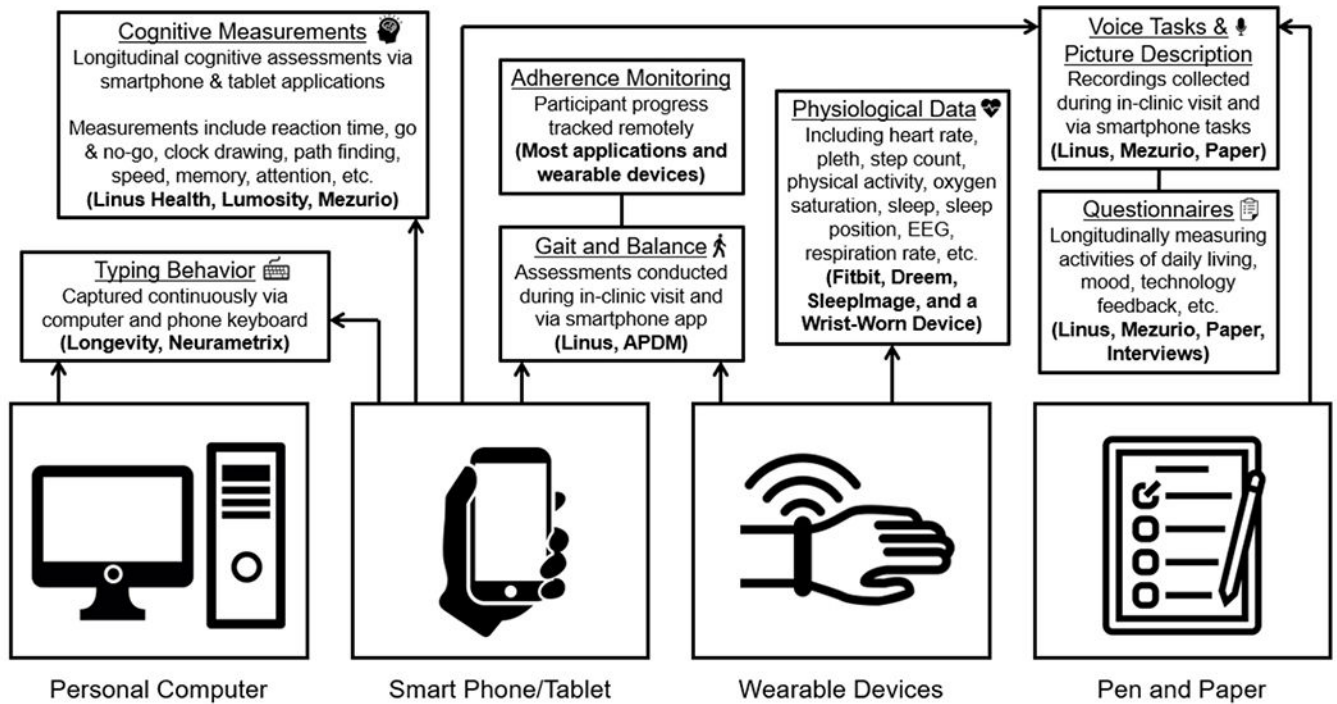 Cognitive Measurements
Longitudinal cognitive assessments via
smartphone & tablet applications
Measurements include reaction time, go
& no-go, clock drawing, path finding,
speed, memory, attention, etc.
(Linus Health, Lumosity, Mezurio)
Typing Behavior
Captured continuously via
computer and phone keyboard
(Longevity, Neurametrix)
Adherence Monitoring
Participant progress
tracked remotely
(Most applications and
wearable devices)
Gait and Balance
Assessments conducted
during in-clinic visit and
via smartphone app
(Linus, APDM)
Physiological Data
Including heart rate,
pleth, step count,
physical activity, oxygen
saturation, sleep, sleep
position, EEG,
respiration rate, etc.
(Fitbit, Dreem,
SleepImage, and a
Wrist-Worn Device)
Voice Tasks &
Picture Description
Recordings collected
during in-clinic visit and
via smartphone tasks
(Linus, Mezurio, Paper)
Questionnaires
Longitudinally measuring
activities of daily living,
mood, technology
feedback, etc.
(Linus, Mezurio, Paper,
Interviews)
Personal Computer
Smart Phone/Tablet
Wearable Devices
Pen and Paper